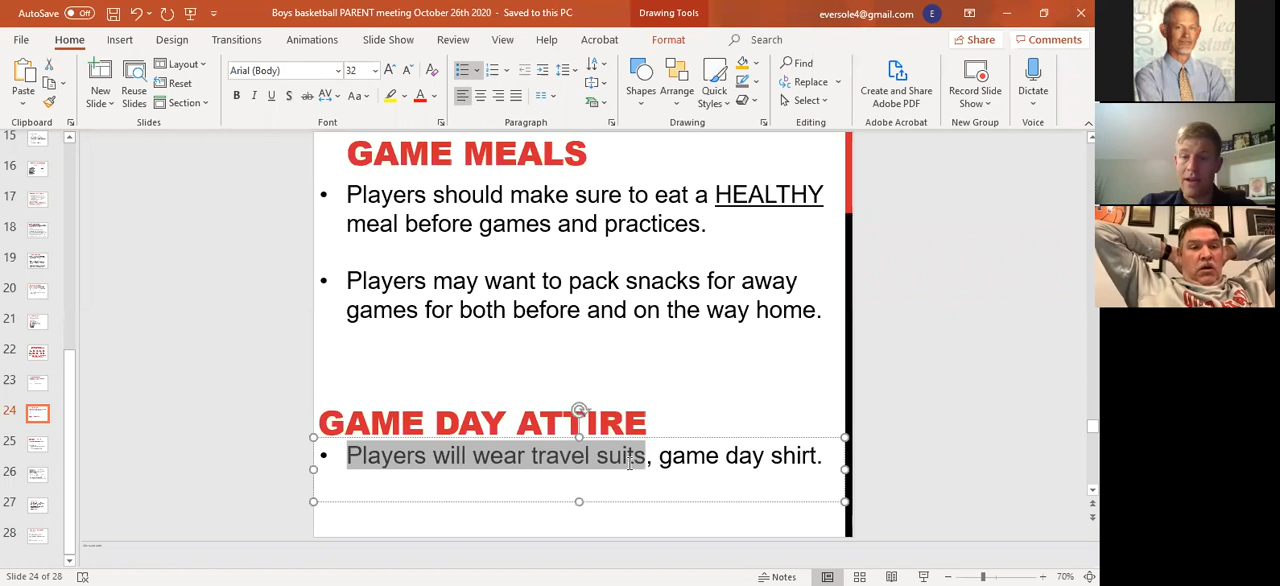 AutoSave Off
Boys basketball PARENT meeting October 26th 2020 - Saved to this PC
Drawing Tools
eversole4@gmail.com E
File Home Insert Design Transitions Animations Slide Show Review View Help Acrobat Format Search Share Comments
Paste
Clipboard
New Slide
Reuse Slides
Layout
Reset
Section
Slides
Arial (Body) 32
B I U S ab AV Aa A
Font
Paragraph
Shapes
Arrange
Quick Styles
Drawing
Find
Replace
Select
Editing
Create and Share Adobe PDF
Adobe Acrobat
Record Slide Show
New Group
Dictate
Voice
15
16
17
18
19
20
21
22
23
24
25
26
27
28
GAME MEALS
• Players should make sure to eat a HEALTHY
meal before games and practices.
• Players may want to pack snacks for away
games for both before and on the way home.
GAME DAY ATTIRE
• Players will wear travel suits, game day shirt.
Slide 24 of 28
Notes
70%